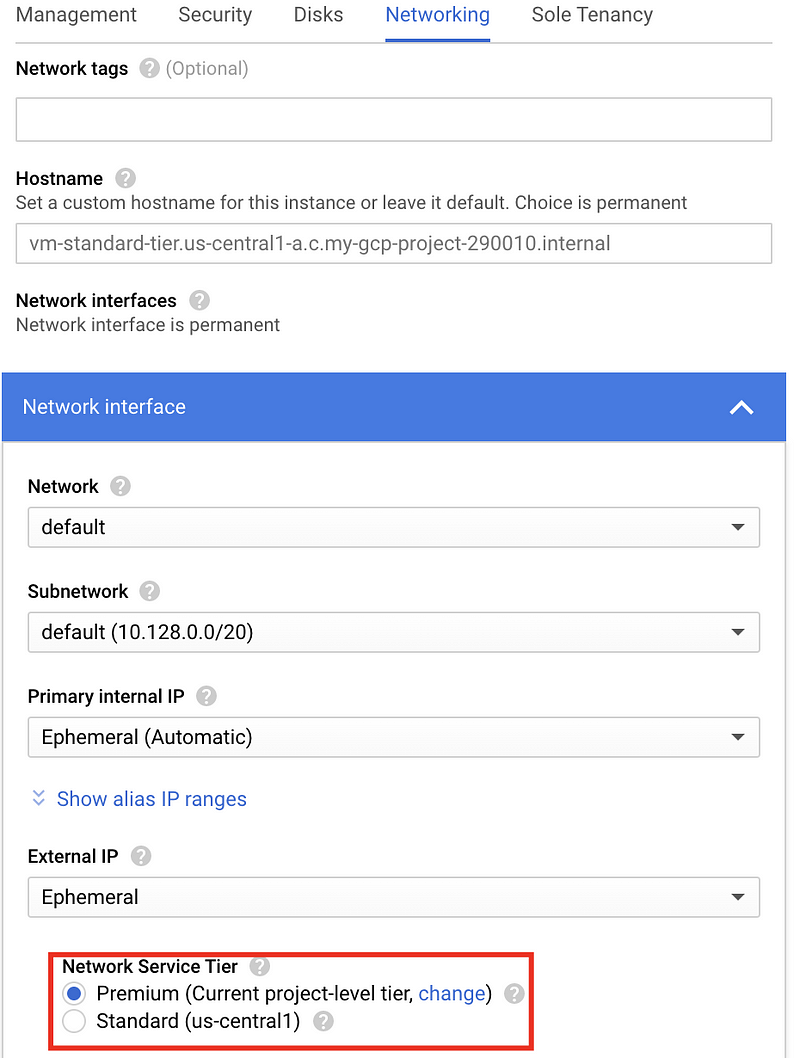 Management Security Disks Networking Sole Tenancy
Network tags ? (Optional)
Hostname ?
Set a custom hostname for this instance or leave it default. Choice is permanent
vm-standard-tier.us-central1-a.c.my-gcp-project-290010.internal
Network interfaces ?
Network interface is permanent
Network interface
Network ?
default
Subnetwork ?
default (10.128.0.0/20)
Primary internal IP ?
Ephemeral (Automatic)
Show alias IP ranges
External IP ?
Ephemeral
Network Service Tier ?
Premium (Current project-level tier, change) ?
Standard (us-central1) ?